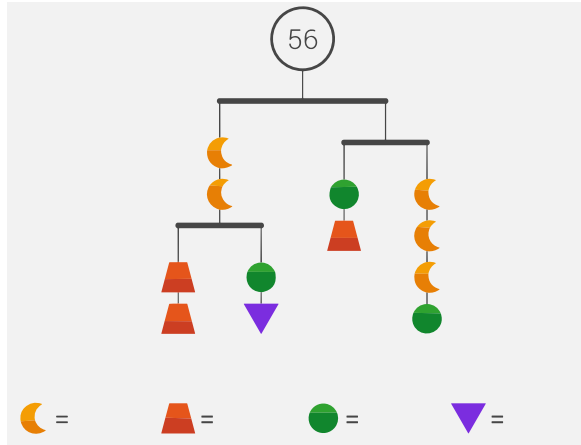 56
= = = =